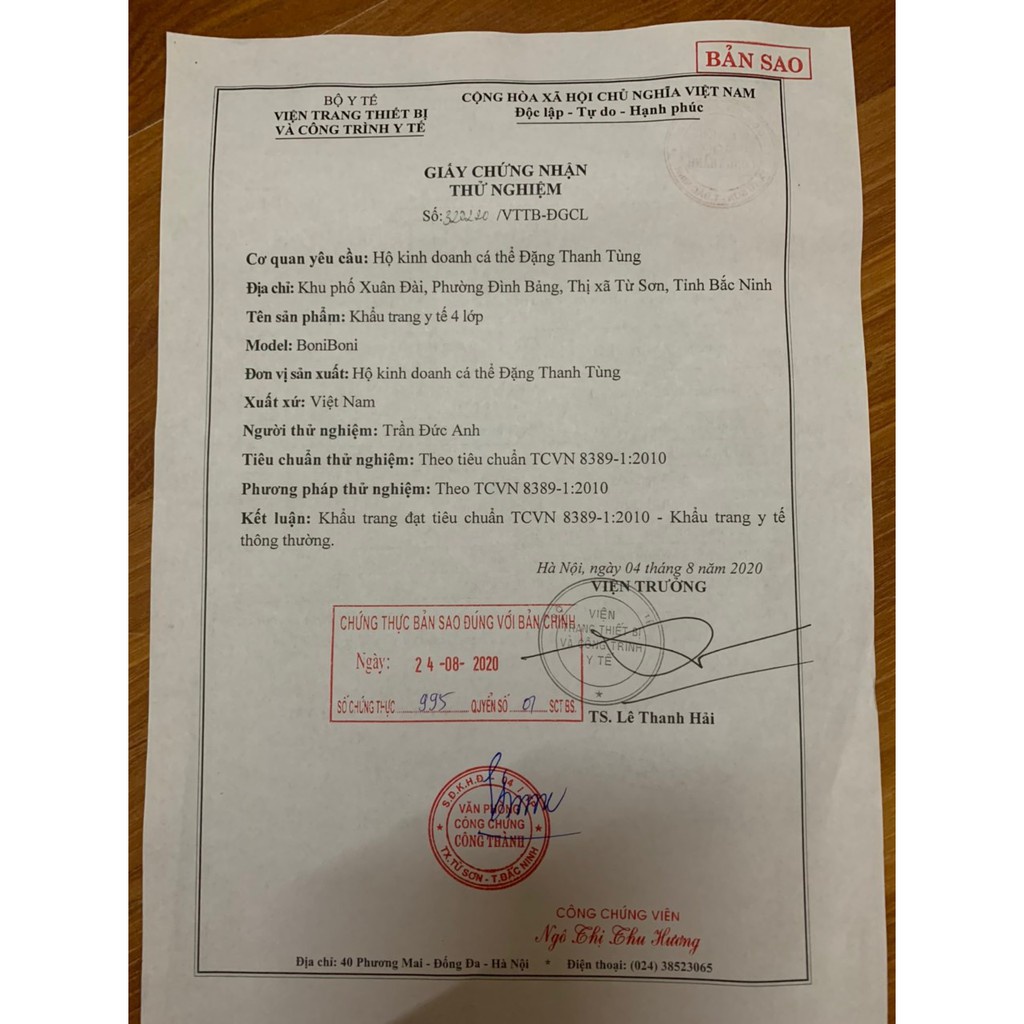 BẢN SAO
BỘ Y TẾ
VIỆN TRANG THIẾT BỊ
VÀ CÔNG TRÌNH Y TẾ
CỘNG HÒA XÃ HỘI CHỦ NGHĨA VIỆT NAM
Độc lập - Tự do - Hạnh phúc
GIẤY CHỨNG NHẬN
THỬ NGHIỆM
Số: /VTTB-ĐGCL
Cơ quan yêu cầu: Hộ kinh doanh cá thể Đặng Thanh Tùng
Địa chỉ: Khu phố Xuân Đài, Phường Đình Bảng, Thị xã Từ Sơn, Tỉnh Bắc Ninh
Tên sản phẩm: Khẩu trang y tế 4 lớp
Model: BoniBoni
Đơn vị sản xuất: Hộ kinh doanh cá thể Đặng Thanh Tùng
Xuất xứ: Việt Nam
Người thử nghiệm: Trần Đức Anh
Tiêu chuẩn thử nghiệm: Theo tiêu chuẩn TCVN 8389-1:2010
Phương pháp thử nghiệm: Theo TCVN 8389-1:2010
Kết luận: Khẩu trang đạt tiêu chuẩn TCVN 8389-1:2010 - Khẩu trang y tế
thông thường.
Hà Nội, ngày 04 tháng 8 năm 2020
VIỆN TRƯỞNG
VIỆN
TRANG THIẾT BỊ
VÀ CÔNG TRÌNH
Y TẾ
CHỨNG THỰC BẢN SAO ĐÚNG VỚI BẢN CHÍNH
Ngày: 24-08-2020
SỐ CHỨNG THỰC 995 QUYỂN SỐ 01 SCT BS.
TS. Lê Thanh Hải
VĂN PHÒNG
CÔNG CHỨNG
CÔNG THÀNH
TX.TỪ SƠN - T.BẮC NINH
CÔNG CHỨNG VIÊN
Ngô Thị Thu Hương
Địa chỉ: 40 Phương Mai - Đống Đa - Hà Nội * Điện thoại: (024) 38523065